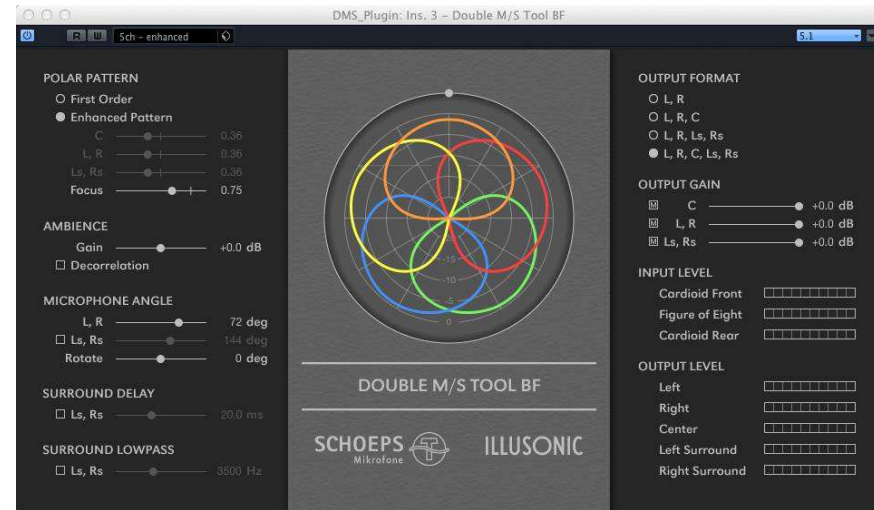 DMS_Plugin: Ins. 3 - Double M/S Tool BF
R W Sch - enhanced
5.1
POLAR PATTERN
First Order
Enhanced Pattern
C 0.36
L, R 0.36
Ls, Rs 0.36
Focus 0.75
AMBIENCE
Gain +0.0 dB
Decorrelation
MICROPHONE ANGLE
L, R 72 deg
Ls, Rs 144 deg
Rotate 0 deg
SURROUND DELAY
Ls, Rs 20.0 ms
SURROUND LOWPASS
Ls, Rs 3500 Hz
-15
-10
-5
0
DOUBLE M/S TOOL BF
SCHOEPS
Mikrofone
ILLUSONIC
OUTPUT FORMAT
L, R
L, R, C
L, R, Ls, Rs
L, R, C, Ls, Rs
OUTPUT GAIN
M C +0.0 dB
M L, R +0.0 dB
M Ls, Rs +0.0 dB
INPUT LEVEL
Cardioid Front
Figure of Eight
Cardioid Rear
OUTPUT LEVEL
Left
Right
Center
Left Surround
Right Surround